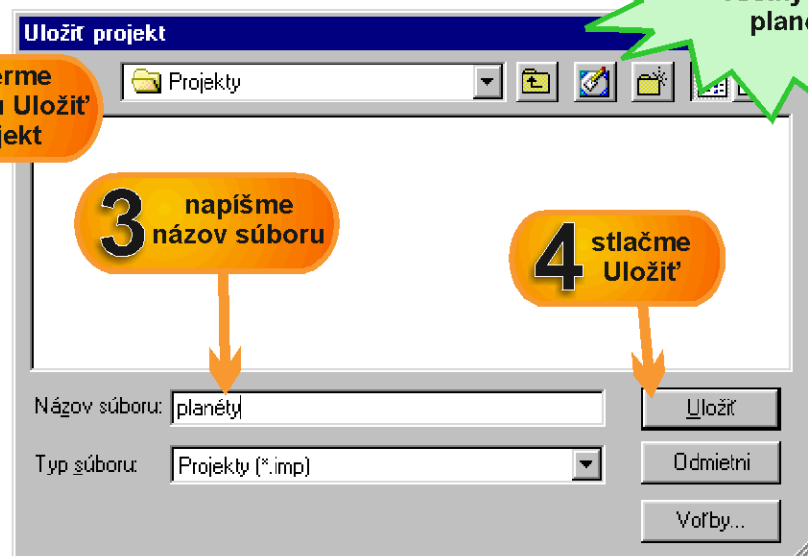 Uložiť projekt
Uložiť
Projekty
3 napíšme
názov súboru
4 stlačme
Uložiť
Názov súboru: planéty
Uložiť
Typ súboru: Projekty (*.imp)
Odmietni
Voľby...